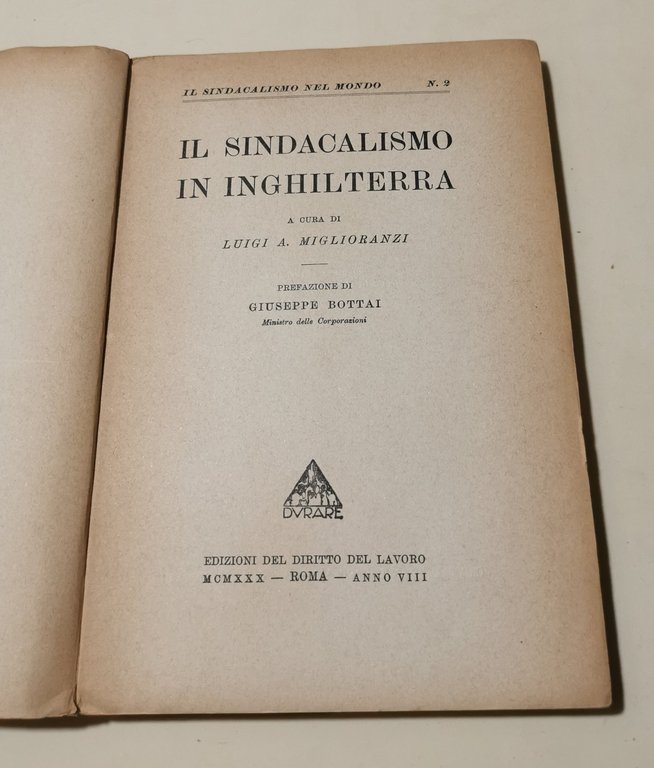 IL SINDACALISMO NEL MONDO N. 2
IL SINDACALISMO
IN INGHILTERRA
A CURA DI
LUIGI A. MIGLIORANZI
PREFAZIONE DI
GIUSEPPE BOTTAI
Ministro delle Corporazioni
DVRARE
EDIZIONI DEL DIRITTO DEL LAVORO
MCMXXX — ROMA — ANNO VIII